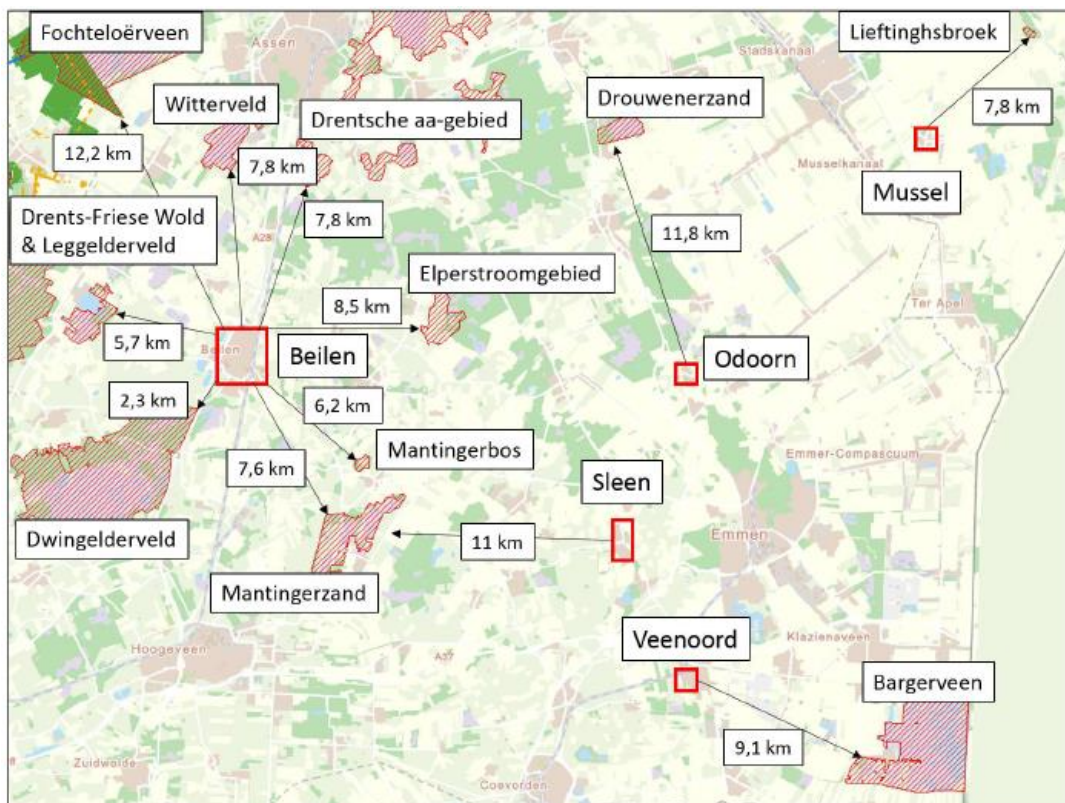 Fochteloërveen
Assen
Stadskanaal
Lieftinghsbroek
Witterveld
Drouwenerzand
7,8 km
Drentsche aa-gebied
12,2 km
7,8 km
Musselkanaal
Mussel
Drents-Friese Wold
& Leggelderveld
7,8 km
A28
11,8 km
Elperstroomgebied
8,5 km
Ter Apel
5,7 km
Beilen
Beilen
Odoorn
2,3 km
6,2 km
7,6 km
Mantingerbos
Emmer-Compascuum
Sleen
Dwingelderveld
11 km
Emmen
Mantingerzand
Veenoord
Klazienaveen
Hoogeveen
A37
Bargerveen
9,1 km
Zuidwolde
Coevorden